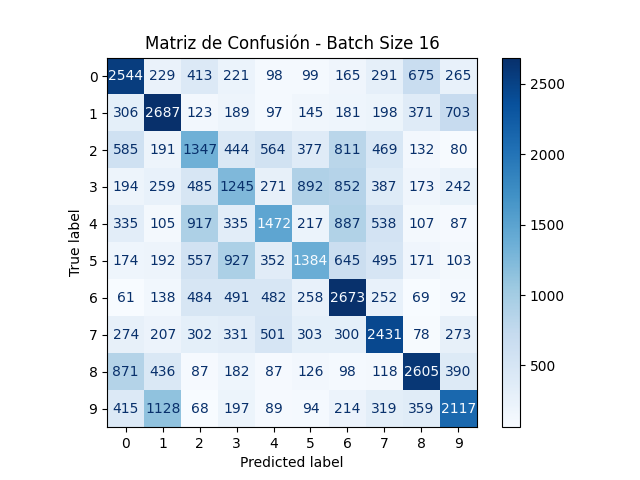 Matriz de Confusión - Batch Size 16
True label
0 2544 229 413 221 98 99 165 291 675 265
1 306 2687 123 189 97 145 181 198 371 703
2 585 191 1347 444 564 377 811 469 132 80
3 194 259 485 1245 271 892 852 387 173 242
4 335 105 917 335 1472 217 887 538 107 87
5 174 192 557 927 352 1384 645 495 171 103
6 61 138 484 491 482 258 2673 252 69 92
7 274 207 302 331 501 303 300 2431 78 273
8 871 436 87 182 87 126 98 118 2605 390
9 415 1128 68 197 89 94 214 319 359 2117
0 1 2 3 4 5 6 7 8 9
Predicted label
2500
2000
1500
1000
500